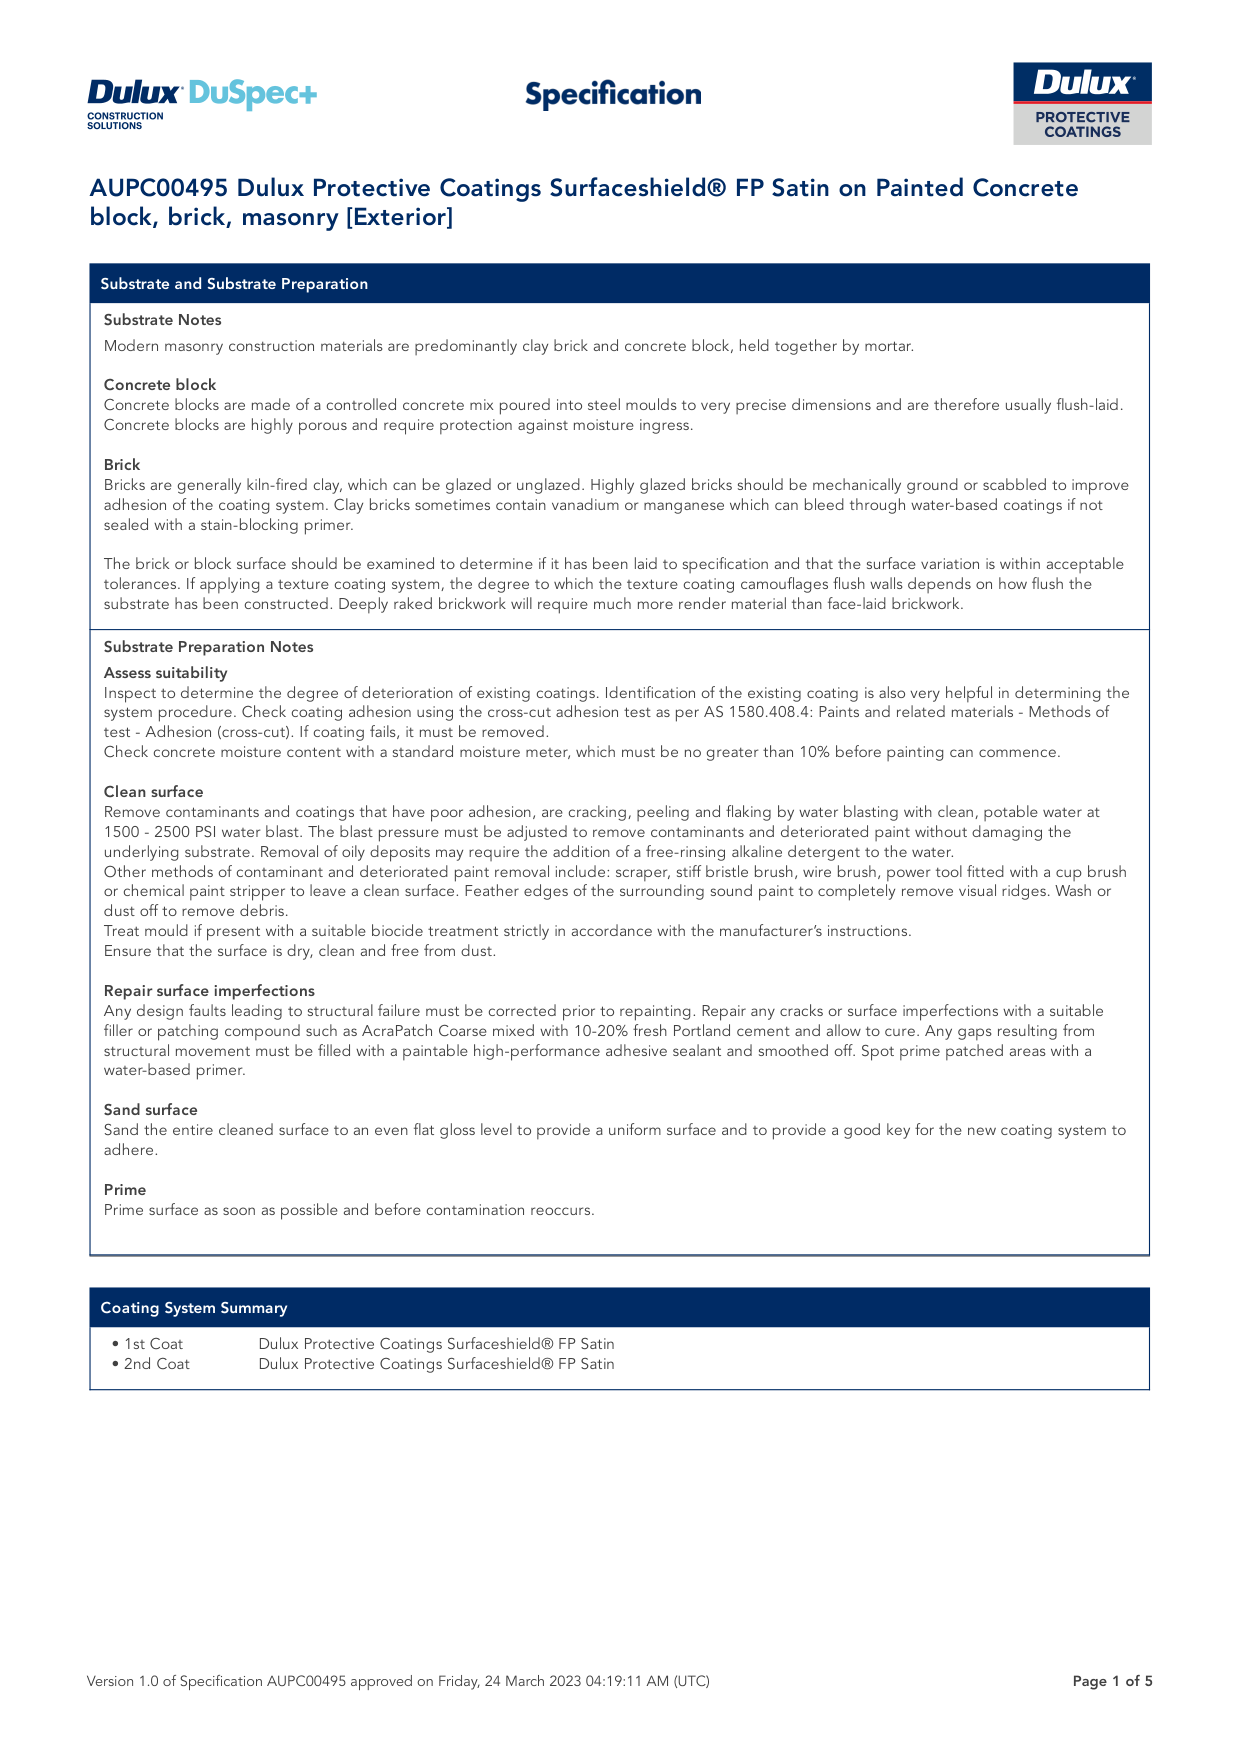 Dulux DuSpec+
CONSTRUCTION
SOLUTIONS
Specification
Dulux
PROTECTIVE
COATINGS
AUPC00495 Dulux Protective Coatings Surfaceshield® FP Satin on Painted Concrete
block, brick, masonry [Exterior]
Substrate and Substrate Preparation
Substrate Notes
Modern masonry construction materials are predominantly clay brick and concrete block, held together by mortar.
Concrete block
Concrete blocks are made of a controlled concrete mix poured into steel moulds to very precise dimensions and are therefore usually flush-laid.
Concrete blocks are highly porous and require protection against moisture ingress.
Brick
Bricks are generally kiln-fired clay, which can be glazed or unglazed. Highly glazed bricks should be mechanically ground or scabbled to improve
adhesion of the coating system. Clay bricks sometimes contain vanadium or manganese which can bleed through water-based coatings if not
sealed with a stain-blocking primer.
The brick or block surface should be examined to determine if it has been laid to specification and that the surface variation is within acceptable
tolerances. If applying a texture coating system, the degree to which the texture coating camouflages flush walls depends on how flush the
substrate has been constructed. Deeply raked brickwork will require much more render material than face-laid brickwork.
Substrate Preparation Notes
Assess suitability
Inspect to determine the degree of deterioration of existing coatings. Identification of the existing coating is also very helpful in determining the
system procedure. Check coating adhesion using the cross-cut adhesion test as per AS 1580.408.4: Paints and related materials - Methods of
test - Adhesion (cross-cut). If coating fails, it must be removed.
Check concrete moisture content with a standard moisture meter, which must be no greater than 10% before painting can commence.
Clean surface
Remove contaminants and coatings that have poor adhesion, are cracking, peeling and flaking by water blasting with clean, potable water at
1500 - 2500 PSI water blast. The blast pressure must be adjusted to remove contaminants and deteriorated paint without damaging the
underlying substrate. Removal of oily deposits may require the addition of a free-rinsing alkaline detergent to the water.
Other methods of contaminant and deteriorated paint removal include: scraper, stiff bristle brush, wire brush, power tool fitted with a cup brush
or chemical paint stripper to leave a clean surface. Feather edges of the surrounding sound paint to completely remove visual ridges. Wash or
dust off to remove debris.
Treat mould if present with a suitable biocide treatment strictly in accordance with the manufacturer’s instructions.
Ensure that the surface is dry, clean and free from dust.
Repair surface imperfections
Any design faults leading to structural failure must be corrected prior to repainting. Repair any cracks or surface imperfections with a suitable
filler or patching compound such as AcraPatch Coarse mixed with 10-20% fresh Portland cement and allow to cure. Any gaps resulting from
structural movement must be filled with a paintable high-performance adhesive sealant and smoothed off. Spot prime patched areas with a
water-based primer.
Sand surface
Sand the entire cleaned surface to an even flat gloss level to provide a uniform surface and to provide a good key for the new coating system to
adhere.
Prime
Prime surface as soon as possible and before contamination reoccurs.
Coating System Summary
• 1st Coat Dulux Protective Coatings Surfaceshield® FP Satin
• 2nd Coat Dulux Protective Coatings Surfaceshield® FP Satin
Version 1.0 of Specification AUPC00495 approved on Friday, 24 March 2023 04:19:11 AM (UTC)
Page 1 of 5